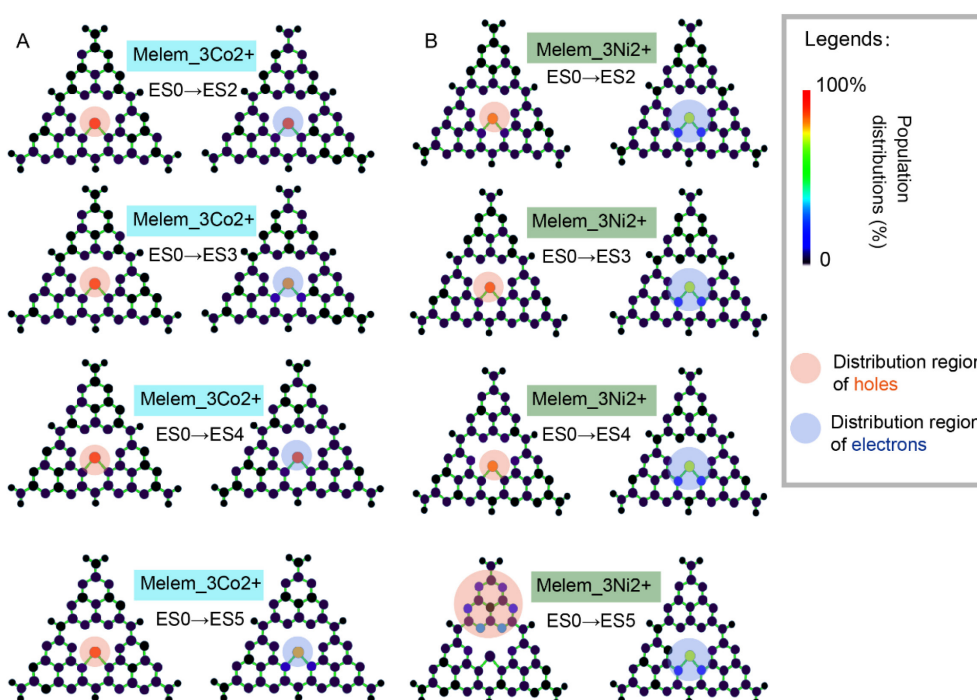 A
Melem_3Co2+
ES0→ES2
Melem_3Co2+
ES0→ES3
Melem_3Co2+
ES0→ES4
Melem_3Co2+
ES0→ES5
B
Melem_3Ni2+
ES0→ES2
Melem_3Ni2+
ES0→ES3
Melem_3Ni2+
ES0→ES4
Melem_3Ni2+
ES0→ES5
Legends:
100%
0
Population
distributions (%)
Distribution region
of holes
Distribution region
of electrons